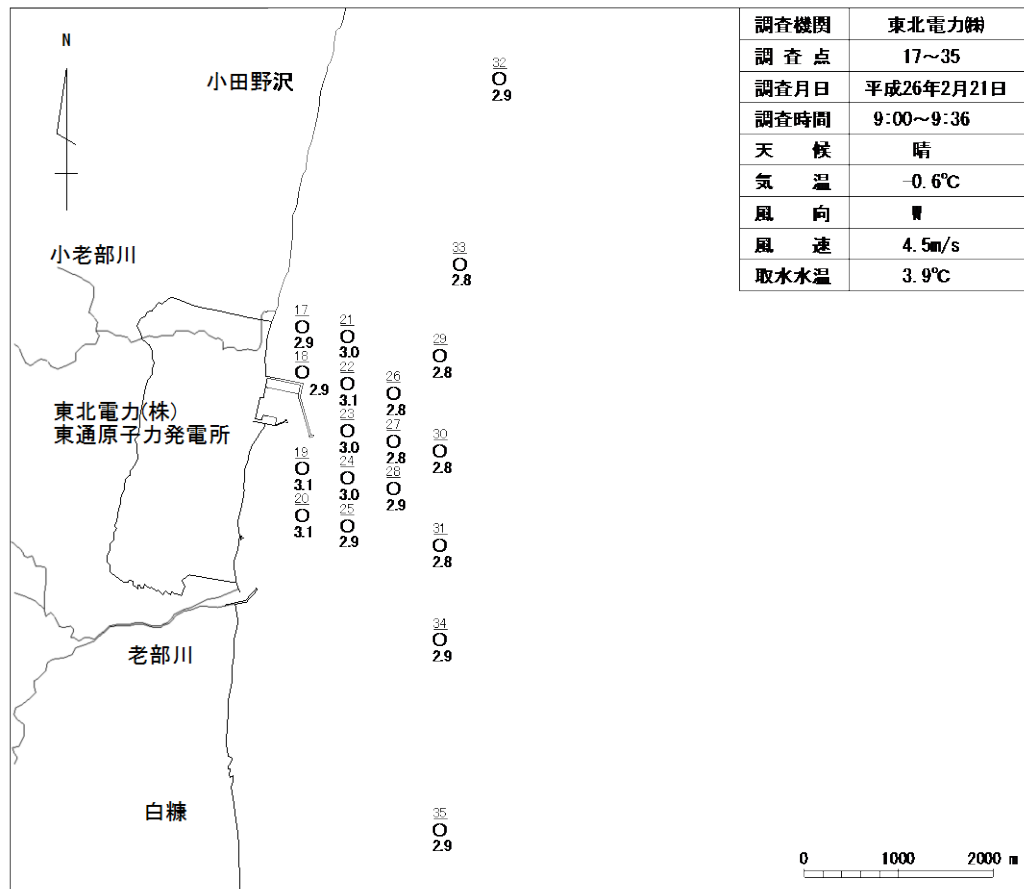 調査機関 東北電力㈱
調査点 17～35
調査月日 平成26年2月21日
調査時間 9:00～9:36
天候 晴
気温 -0.6℃
風向 W
風速 4.5m/s
取水水温 3.9℃
N
小田野沢
32
2.9
小老部川
33
2.8
17
2.9
21
3.0
29
2.8
18
2.9
22
3.1
26
2.8
東北電力(株)
東通原子力発電所
23
3.0
27
2.8
30
2.8
19
3.1
24
3.0
28
2.9
20
3.1
25
2.9
31
2.8
34
2.9
老部川
白糠
35
2.9
0 1000 2000 m